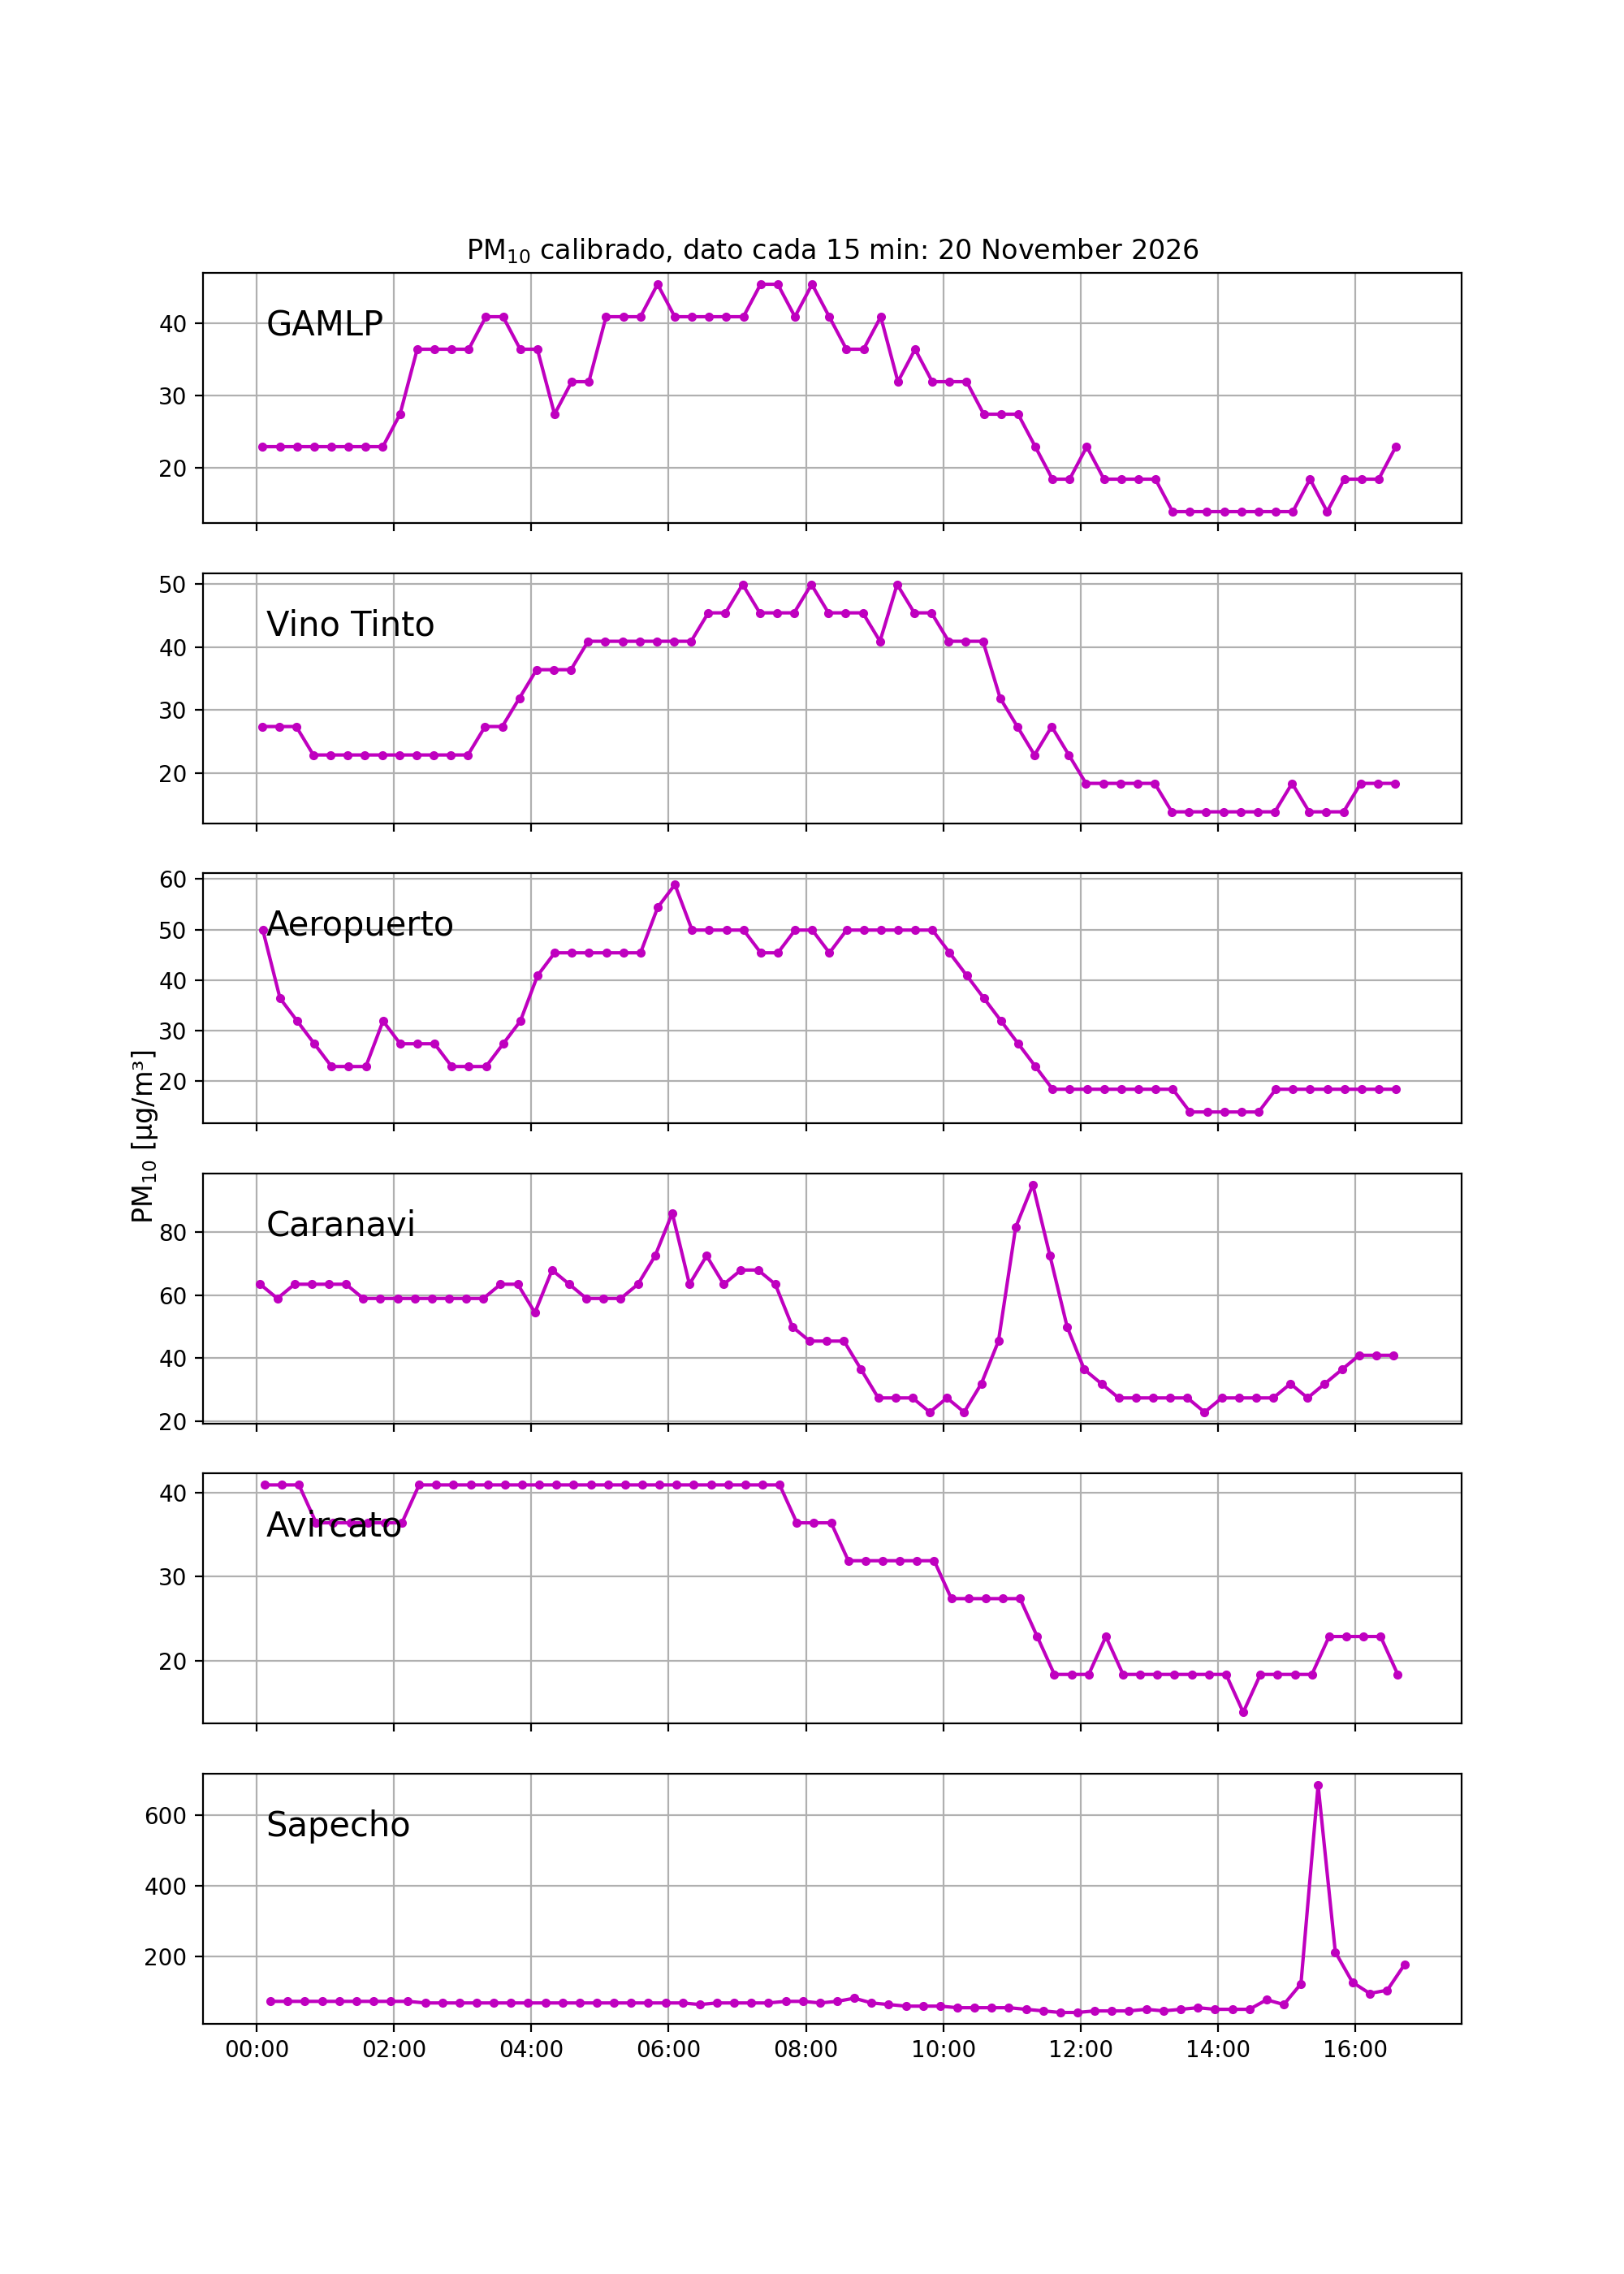 PM₁₀ calibrado, dato cada 15 min: 20 November 2026
GAMLP
40
30
20
Vino Tinto
50
40
30
20
Aeropuerto
60
50
40
30
20
PM₁₀ [µg/m³]
Caranavi
80
60
40
20
Avircato
40
30
20
Sapecho
600
400
200
00:00 02:00 04:00 06:00 08:00 10:00 12:00 14:00 16:00